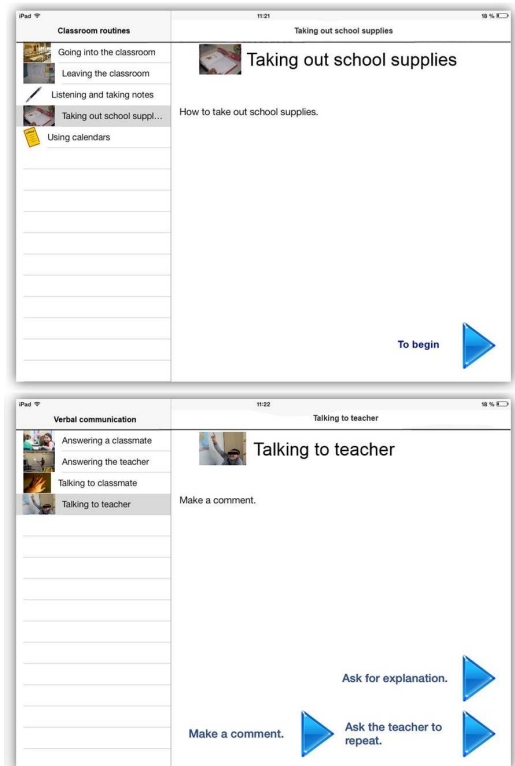 iPad 11:21 18 %
Classroom routines
Taking out school supplies
Going into the classroom
Leaving the classroom
Listening and taking notes
Taking out school suppl...
Using calendars
Taking out school supplies
How to take out school supplies.
To begin
iPad 11:22 18 %
Verbal communication
Talking to teacher
Answering a classmate
Answering the teacher
Talking to classmate
Talking to teacher
Talking to teacher
Make a comment.
Ask for explanation.
Make a comment.
Ask the teacher to
repeat.